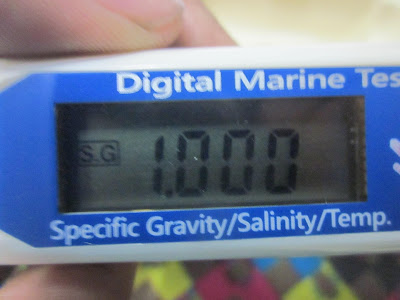 Digital Marine Tes
S.G 1.000
Specific Gravity/Salinity/Temp.